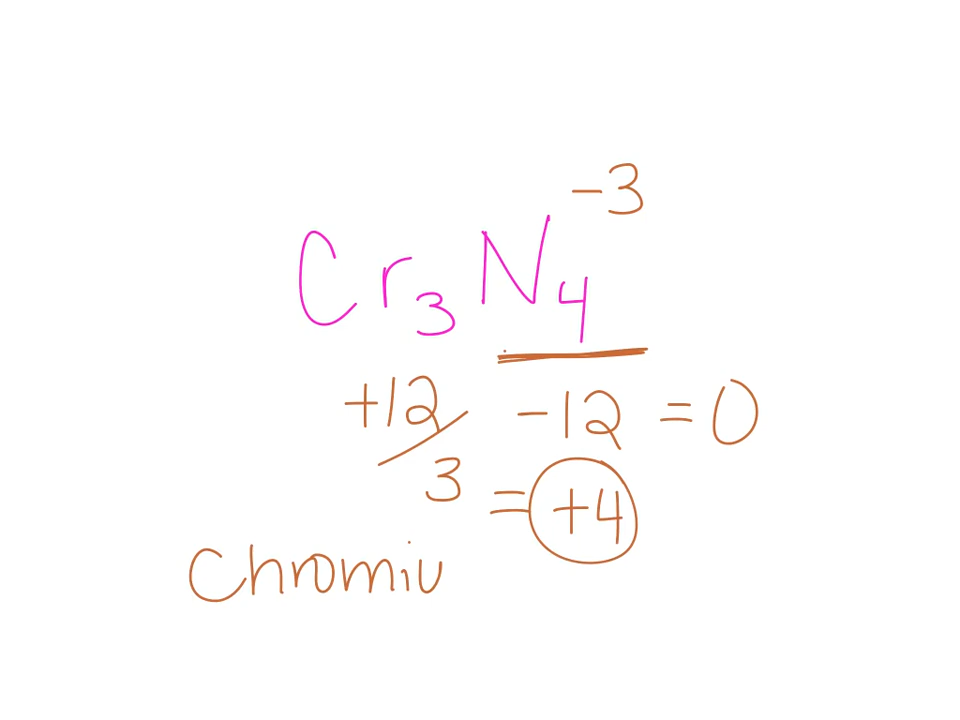 -3
Cr3N4
+12 -12 = 0
3 = +4
Chromiu